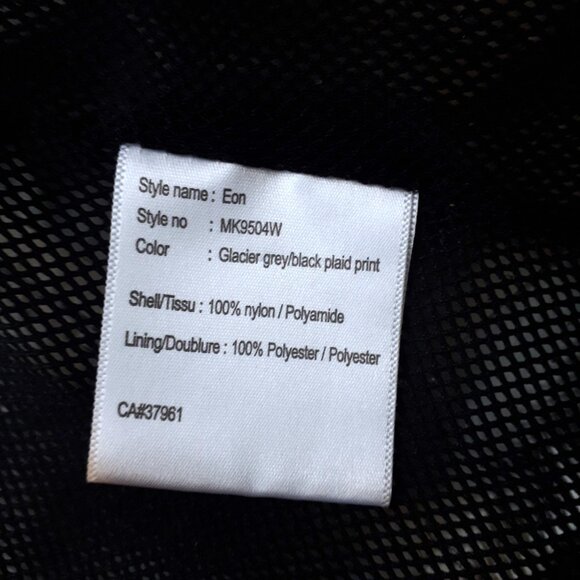 Style name : Eon
Style no : MK9504W
Color : Glacier grey/black plaid print
Shell/Tissu : 100% nylon / Polyamide
Lining/Doublure : 100% Polyester / Polyester
CA#37961